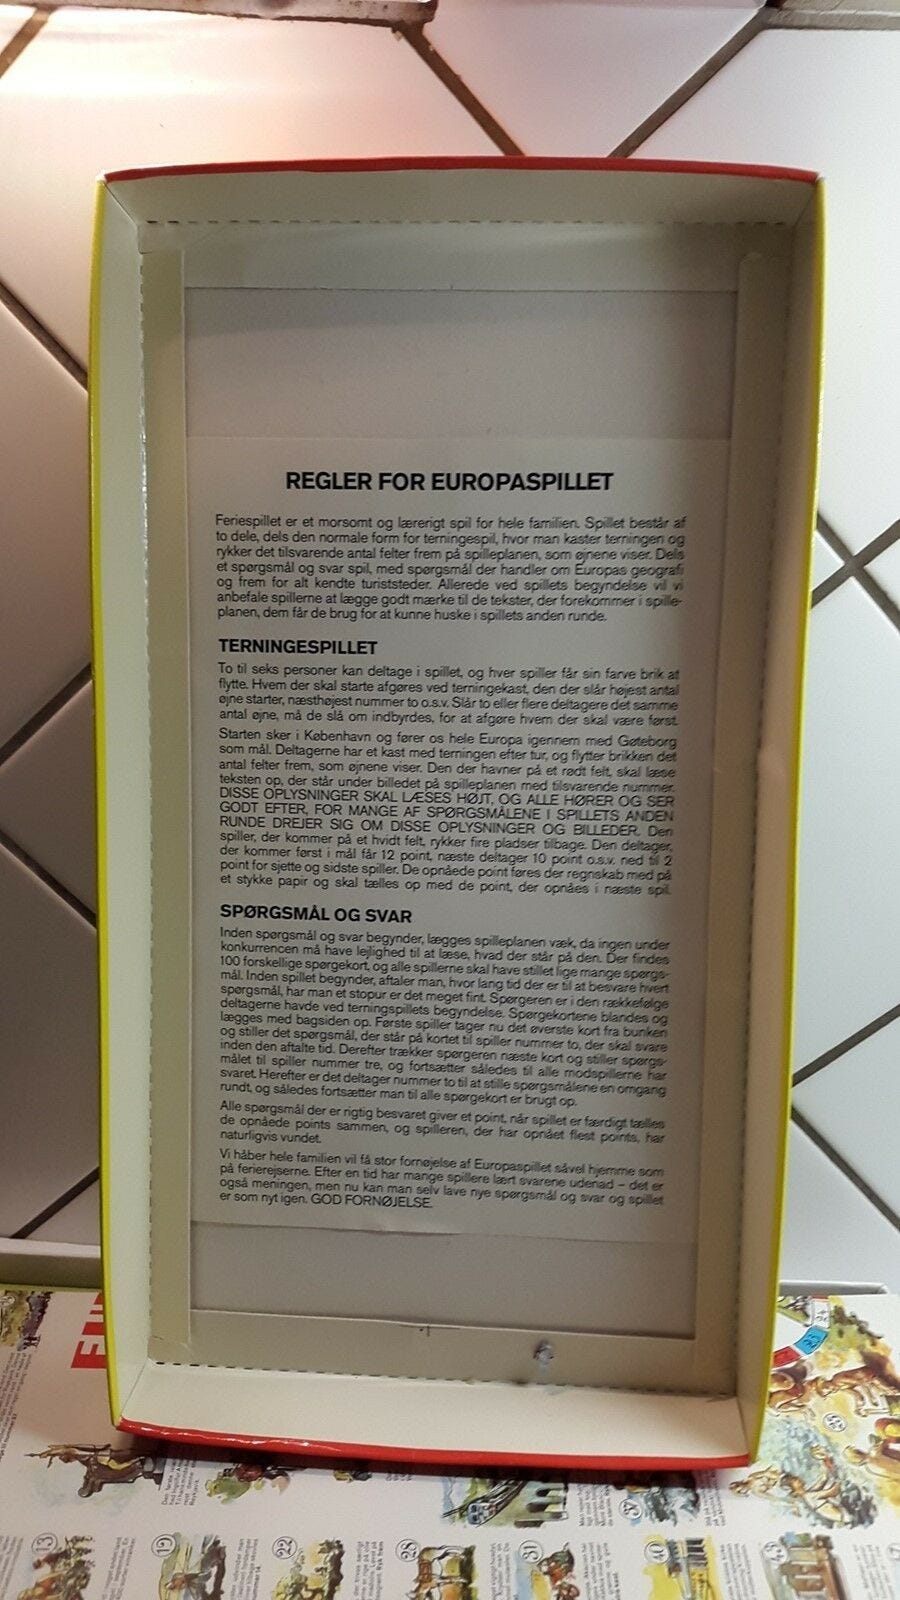 REGLER FOR EUROPASPILLET
Feriespillet er et morsomt og lærerigt spil for hele familien. Spillet består af
to dele, dels den normale form for terningespil, hvor man kaster terningen og
rykker det tilsvarende antal felter frem på spilleplanen, som øjnene viser. Dels
et spørgsmål og svar spil, med spørgsmål der handler om Europas geografi
og frem for alt kendte turiststeder. Allerede ved spillets begyndelse vil vi
anbefale spillerne at lægge godt mærke til de tekster, der forekommer i spille-
planen, dem får de brug for at kunne huske i spillets anden runde.
TERNINGESPILLET
To til seks personer kan deltage i spillet, og hver spiller får sin farve brik at
flytte. Hvem der skal starte afgøres ved terningekast, den der slår højest antal
øjne starter, næsthøjest nummer to o.s.v. Slår to eller flere deltagere det samme
antal øjne, må de slå om indbyrdes, for at afgøre hvem der skal være først.
Starten sker i København og fører os hele Europa igennem med Gøteborg
som mål. Deltagerne har et kast med terningen efter tur, og flytter brikken det
antal felter frem, som øjnene viser. Den der havner på et rødt felt, skal læse
teksten op, der står under billedet på spilleplanen med tilsvarende nummer.
DISSE OPLYSNINGER SKAL LÆSES HØJT, OG ALLE HØRER OG SER
GODT EFTER, FOR MANGE AF SPØRGSMÅLENE I SPILLETS ANDEN
RUNDE DREJER SIG OM DISSE OPLYSNINGER OG BILLEDER. Den
spiller, der kommer på et hvidt felt, rykker fire pladser tilbage. Den deltager,
der kommer først i mål får 12 point, næste deltager 10 point o.s.v. ned til 2
point for sjette og sidste spiller. De opnåede point føres der regnskab med på
et stykke papir og skal tælles op med de point, der opnåes i næste spil.
SPØRGSMÅL OG SVAR
Inden spørgsmål og svar begynder, lægges spilleplanen væk, da ingen under
konkurrencen må have lejlighed til at læse, hvad der står på den. Der findes
100 forskellige spørgekort, og alle spillerne skal have stillet lige mange spørgs-
mål. Inden spillet begynder, aftaler man, hvor lang tid der er til at besvare hvert
spørgsmål, har man et stopur er det meget fint. Spørgeren er i den rækkefølge
deltagerne havde ved terningspillets begyndelse. Spørgekortene blandes og
lægges med bagsiden op. Første spiller tager nu det øverste kort fra bunken
og stiller det spørgsmål, der står på kortet til spiller nummer to, der skal svare
inden den aftalte tid. Derefter trækker spørgeren næste kort og stiller spørgs-
målet til spiller nummer tre, og fortsætter således til alle modspillerne har
svaret. Herefter er det deltager nummer to til at stille spørgsmålene en omgang
rundt, og således fortsætter man til alle spørgekort er brugt op.
Alle spørgsmål der er rigtig besvaret giver et point, når spillet er færdigt tælles
de opnåede points sammen, og spilleren, der har opnået flest points, har
naturligvis vundet.
Vi håber hele familien vil få stor fornøjelse af Europaspillet såvel hjemme som
på ferierejserne. Efter en tid har mange spillere lært svarene udenad – det er
også meningen, men nu kan man selv lave nye spørgsmål og svar og spillet
er som nyt igen. GOD FORNØJELSE.
13
19
22
28
31
37
40
43